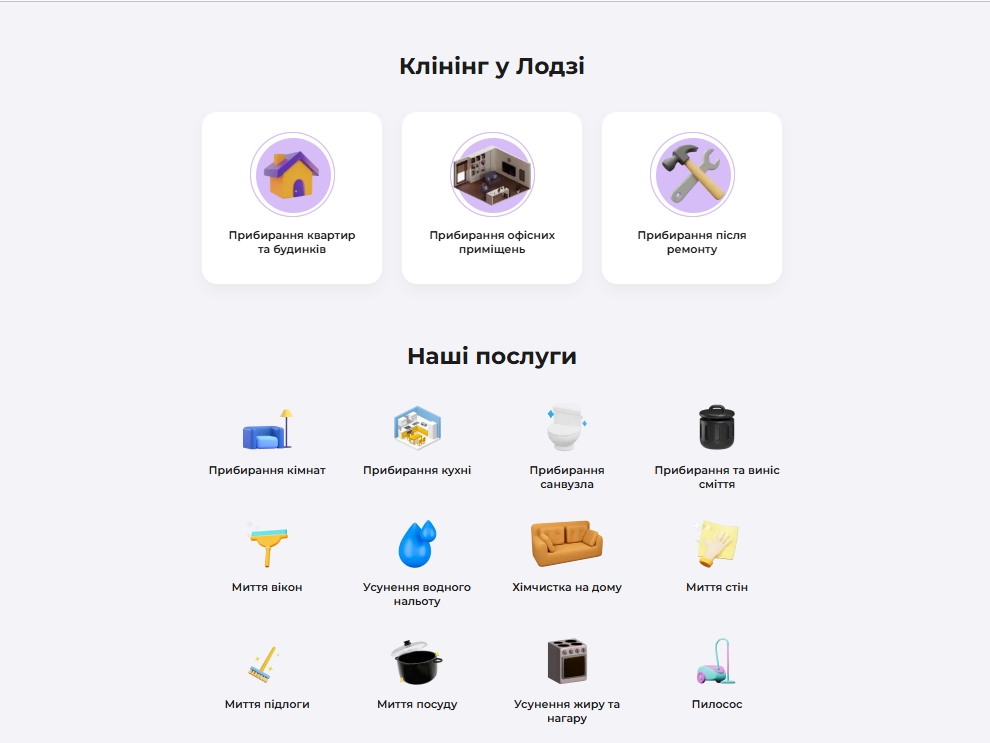 Клінінг у Лодзі
Прибирання квартир
та будинків
Прибирання офісних
приміщень
Прибирання після
ремонту
Наші послуги
Прибирання кімнат
Прибирання кухні
Прибирання
санвузла
Прибирання та виніс
сміття
Миття вікон
Усунення водного
нальоту
Хімчистка на дому
Миття стін
Миття підлоги
Миття посуду
Усунення жиру та
нагару
Пилосос